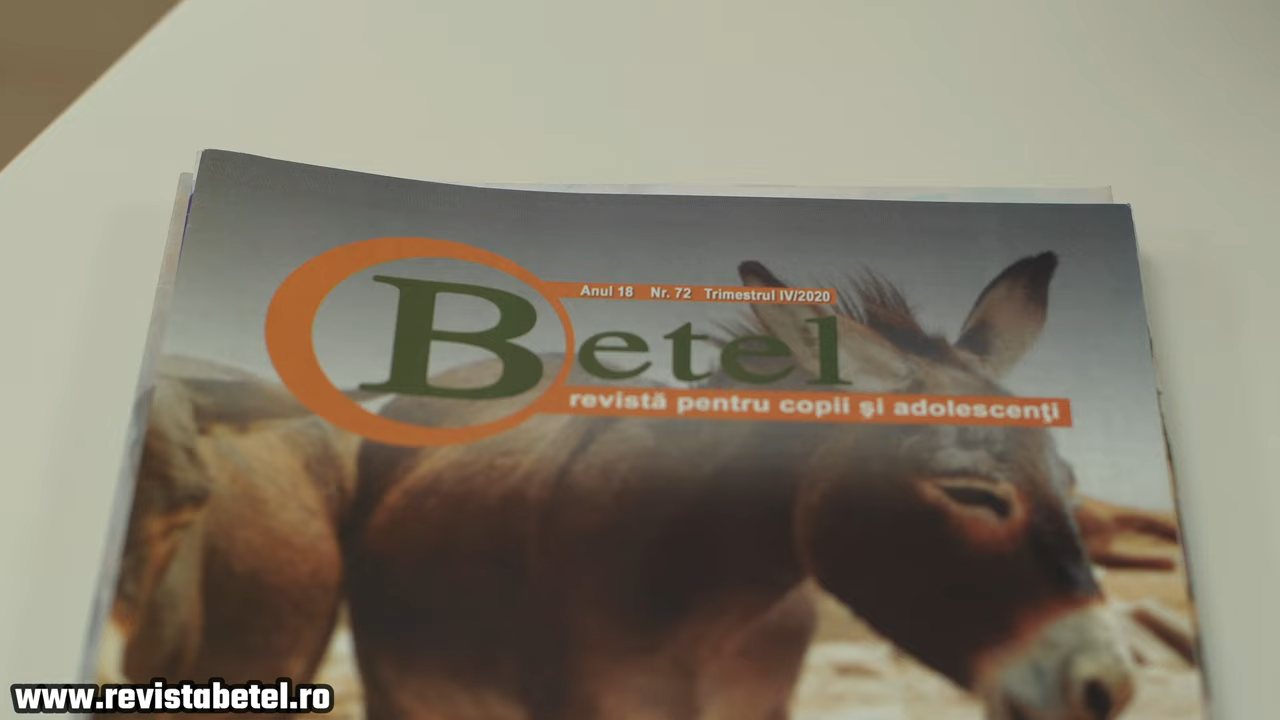 Anul 18 Nr. 72 Trimestrul IV/2020
Betel
revistă pentru copii şi adolescenţi
www.revistabetel.ro